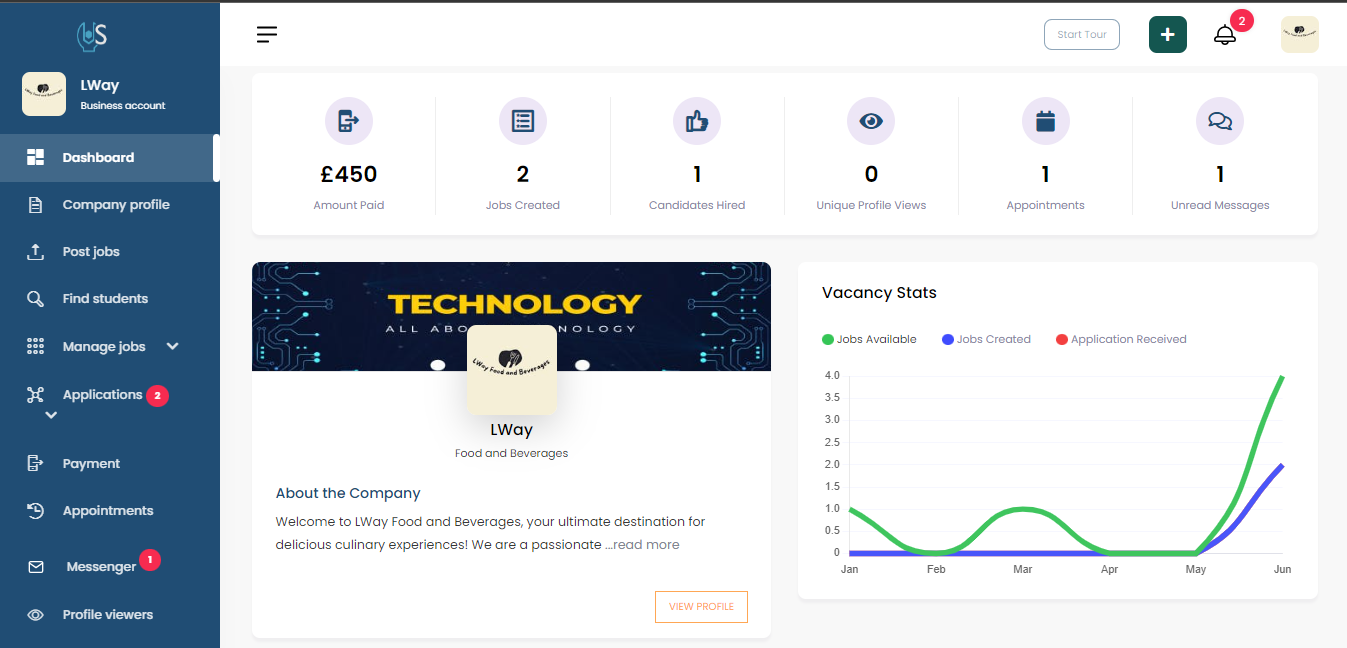 US
LWay
Business account
Dashboard
Company profile
Post jobs
Find students
Manage jobs
Applications 2
Payment
Appointments
Messenger 1
Profile viewers
Start Tour
+
2
LWay Food and Beverages
£450
Amount Paid
2
Jobs Created
1
Candidates Hired
0
Unique Profile Views
1
Appointments
1
Unread Messages
TECHNOLOGY
ALL ABO NOLOGY
LWay Food and Beverages
LWay
Food and Beverages
About the Company
Welcome to LWay Food and Beverages, your ultimate destination for
delicious culinary experiences! We are a passionate ...read more
VIEW PROFILE
Vacancy Stats
Jobs Available Jobs Created Application Received
4.0
3.5
3.0
2.5
2.0
1.5
1.0
0.5
0
Jan Feb Mar Apr May Jun